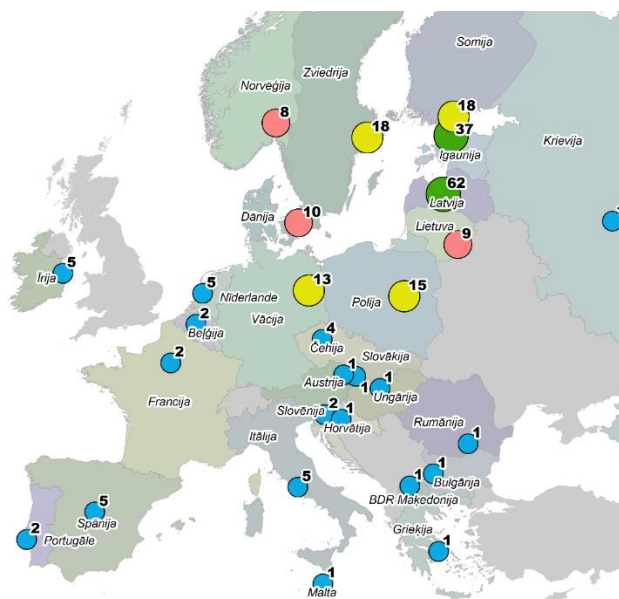 Somija
Zviedrija
Norvēģija
8
18
18
37
Igaunija
Krievija
62
Latvija
Dānija
10
Lietuva
9
5
Īrija
5
Nīderlande
13
15
Vācija
Polija
2
Beļģija
4
Čehija
2
Slovākija
1
Austrija
1
1
Ungārija
Francija
Slovēnija
2
1
Horvātija
Rumānija
Itālija
1
5
1
1
Bulgārija
BDR Maķedonija
5
Spānija
Grieķija
2
Portugāle
1
1
Malta